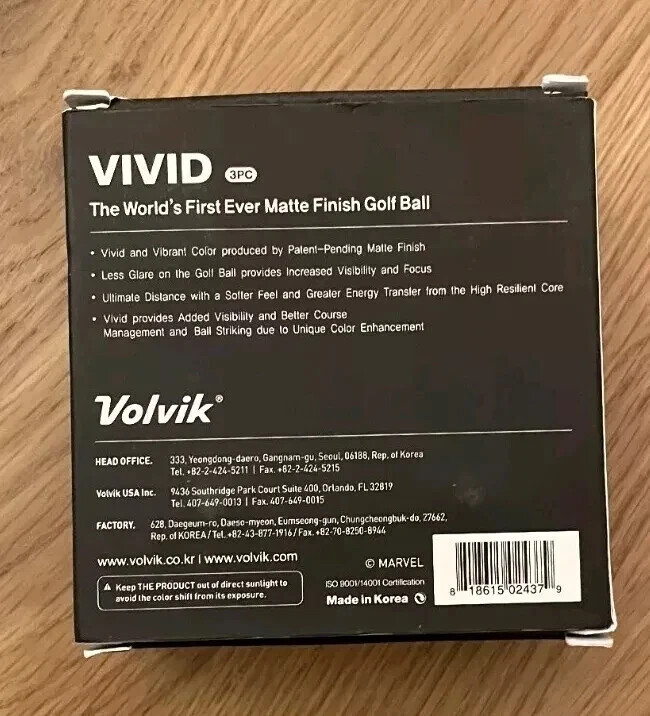 VIVID 3PC
The World's First Ever Matte Finish Golf Ball
• Vivid and Vibrant Color produced by Patent-Pending Matte Finish
• Less Glare on the Golf Ball provides Increased Visibility and Focus
• Ultimate Distance with a Softer Feel and Greater Energy Transfer from the High Resilient Core
• Vivid provides Added Visibility and Better Course
Management and Ball Striking due to Unique Color Enhancement
Volvik®
HEAD OFFICE. 333, Yeongdong-daero, Gangnam-gu, Seoul, 06188, Rep. of Korea
Tel. +82-2-424-5211 | Fax. +82-2-424-5215
Volvik USA Inc. 9436 Southridge Park Court Suite 400, Orlando, FL 32819
Tel. 407-649-0013 | Fax. 407-649-0015
FACTORY. 628, Daegeum-ro, Daeso-myeon, Eumseong-gun, Chungcheongbuk-do, 27662,
Rep. of KOREA / Tel. +82-43-877-1916 / Fax. +82-70-8250-8944
www.volvik.co.kr | www.volvik.com
© MARVEL
⚠ Keep THE PRODUCT out of direct sunlight to
avoid the color shift from its exposure.
ISO 9001/14001 Certification
Made in Korea
8 18615 02437 9